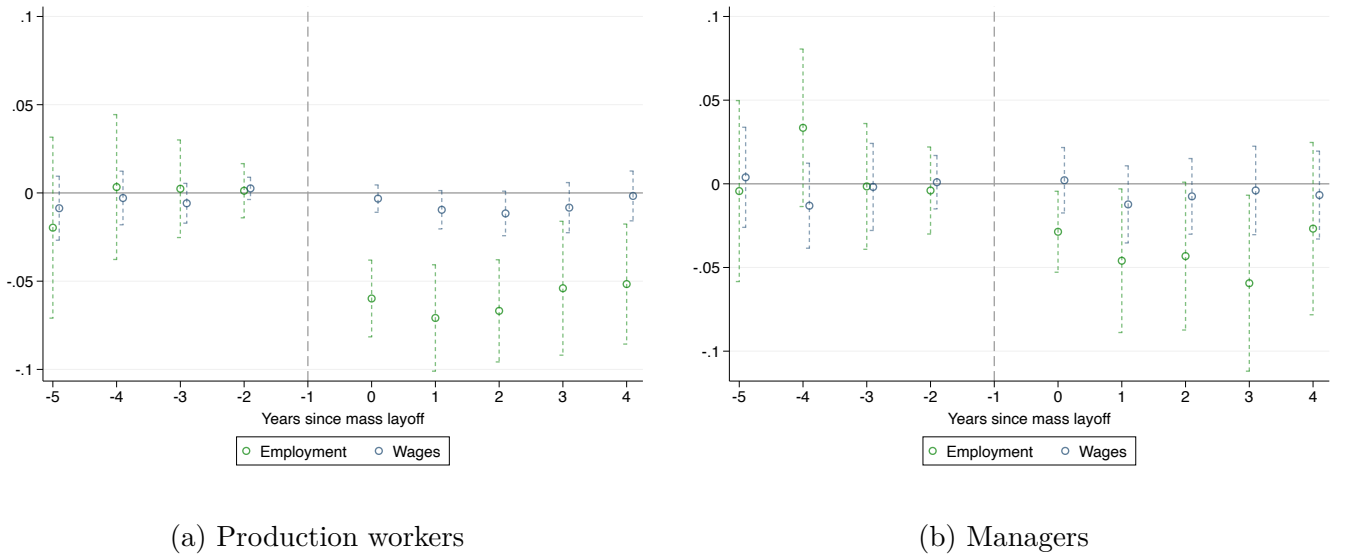 .1
.05
0
-.05
-.1
-5 -4 -3 -2 -1 0 1 2 3 4
Years since mass layoff
Employment Wages
(a) Production workers
.1
.05
0
-.05
-.1
-5 -4 -3 -2 -1 0 1 2 3 4
Years since mass layoff
Employment Wages
(b) Managers